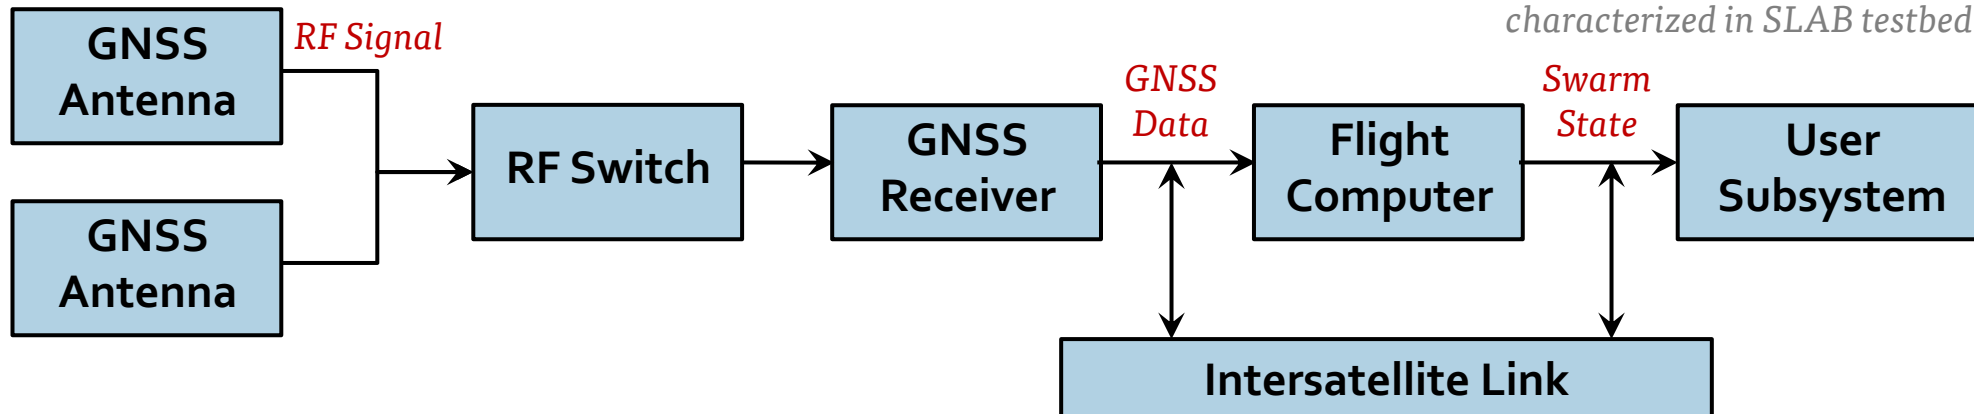 characterized in SLAB testbed
GNSS
Antenna
RF Signal
GNSS
Antenna
RF Switch
GNSS
Receiver
GNSS
Data
Flight
Computer
Swarm
State
User
Subsystem
Intersatellite Link